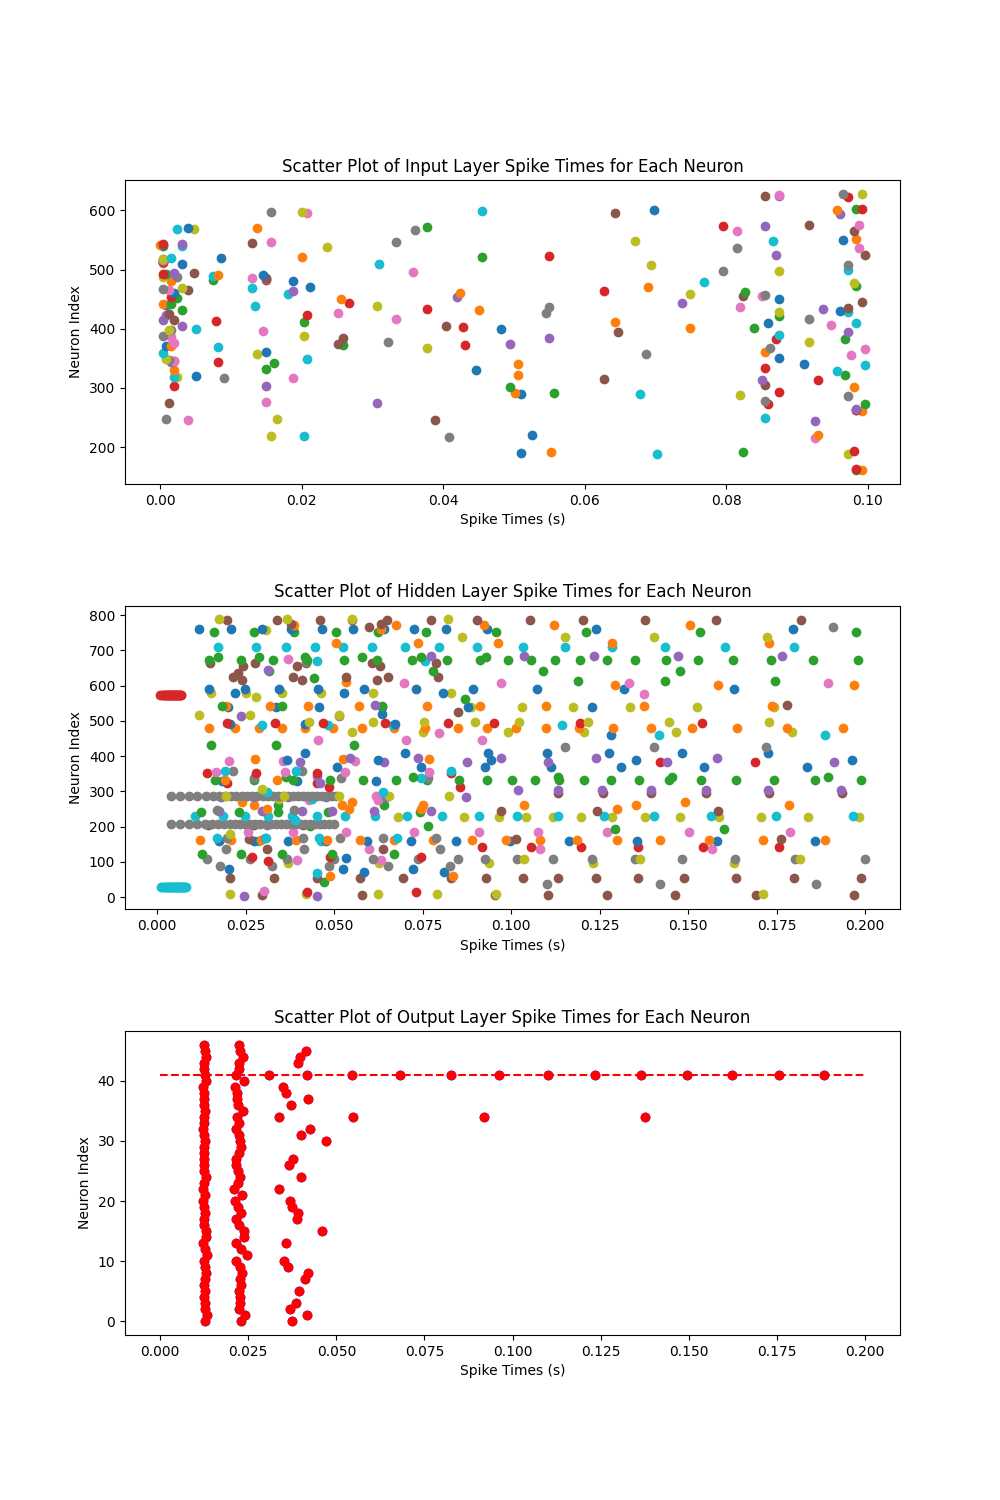 Scatter Plot of Input Layer Spike Times for Each Neuron
600
500
400
300
200
Neuron Index
0.00 0.02 0.04 0.06 0.08 0.10
Spike Times (s)
Scatter Plot of Hidden Layer Spike Times for Each Neuron
800
700
600
500
400
300
200
100
0
Neuron Index
0.000 0.025 0.050 0.075 0.100 0.125 0.150 0.175 0.200
Spike Times (s)
Scatter Plot of Output Layer Spike Times for Each Neuron
40
30
20
10
0
Neuron Index
0.000 0.025 0.050 0.075 0.100 0.125 0.150 0.175 0.200
Spike Times (s)